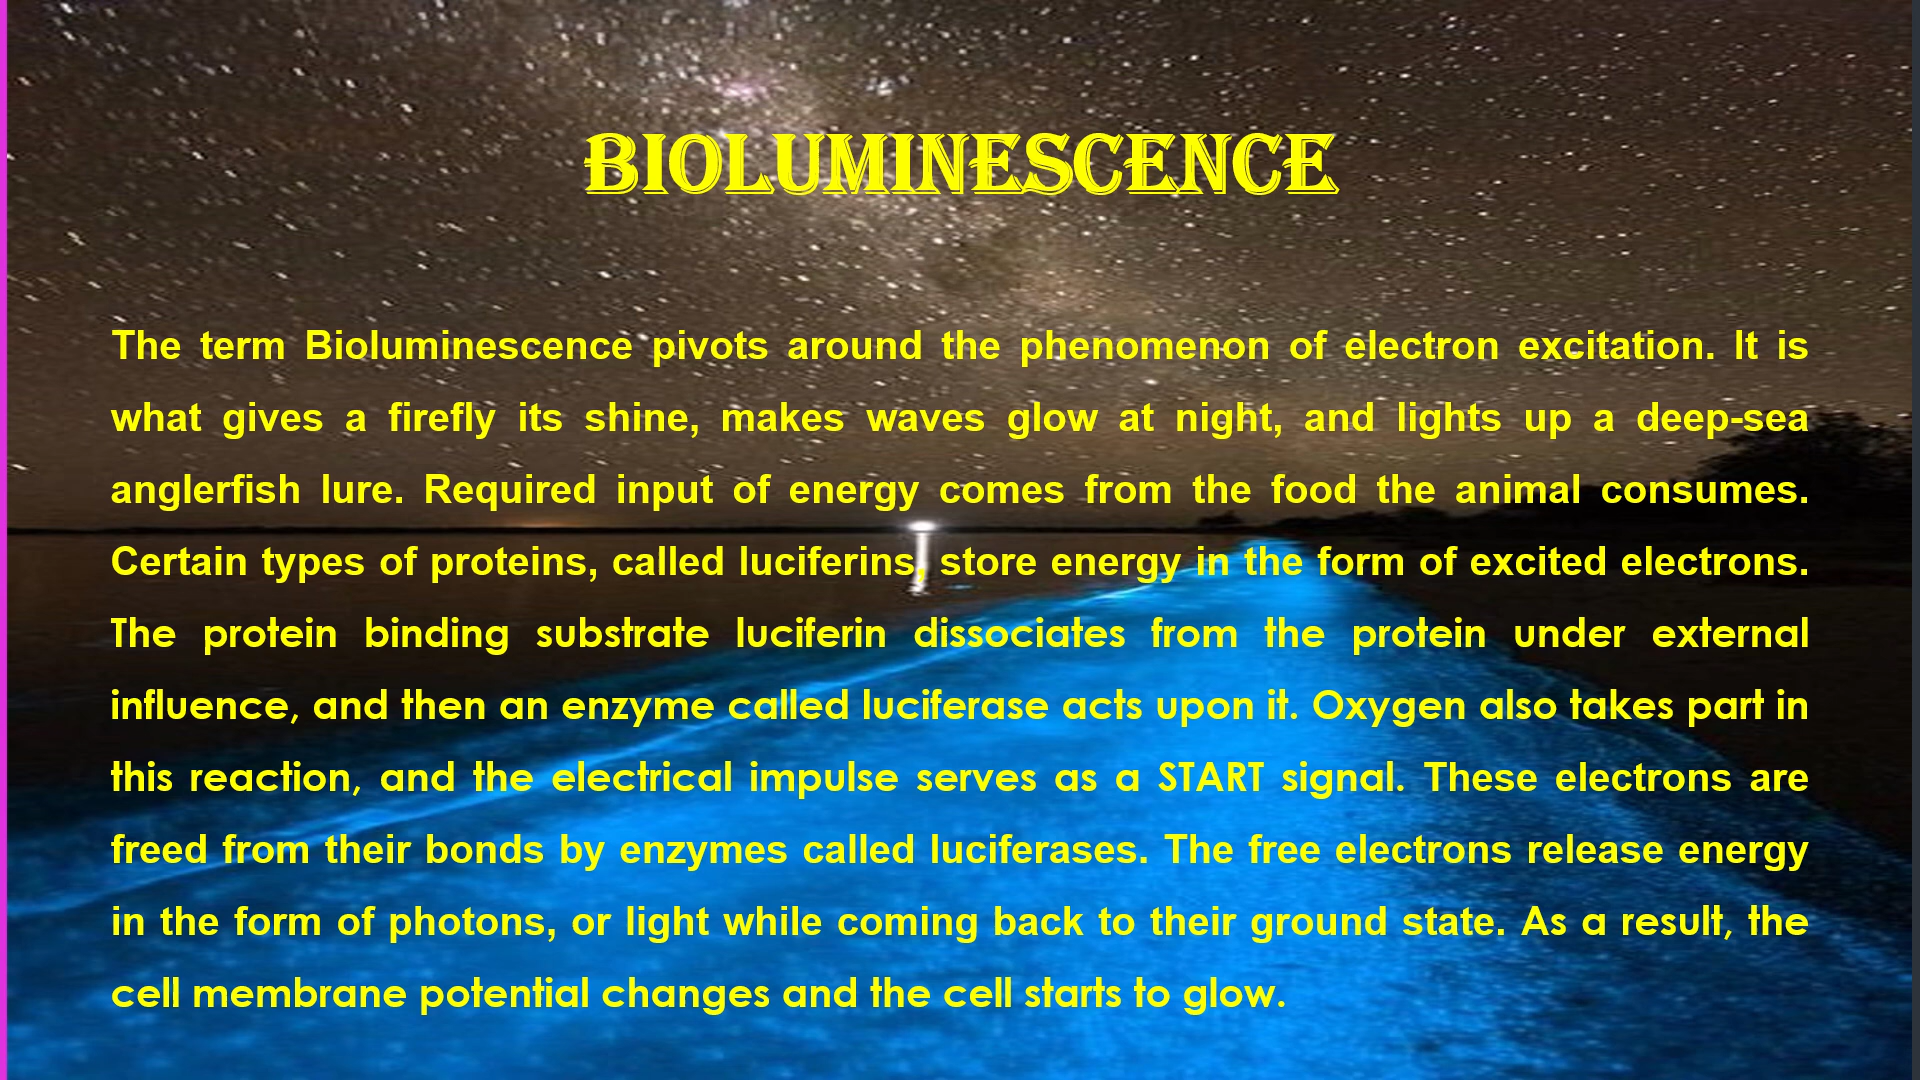 BIOLUMINESCENCE
The term Bioluminescence pivots around the phenomenon of electron excitation. It is
what gives a firefly its shine, makes waves glow at night, and lights up a deep-sea
anglerfish lure. Required input of energy comes from the food the animal consumes.
Certain types of proteins, called luciferins, store energy in the form of excited electrons.
The protein binding substrate luciferin dissociates from the protein under external
influence, and then an enzyme called luciferase acts upon it. Oxygen also takes part in
this reaction, and the electrical impulse serves as a START signal. These electrons are
freed from their bonds by enzymes called luciferases. The free electrons release energy
in the form of photons, or light while coming back to their ground state. As a result, the
cell membrane potential changes and the cell starts to glow.